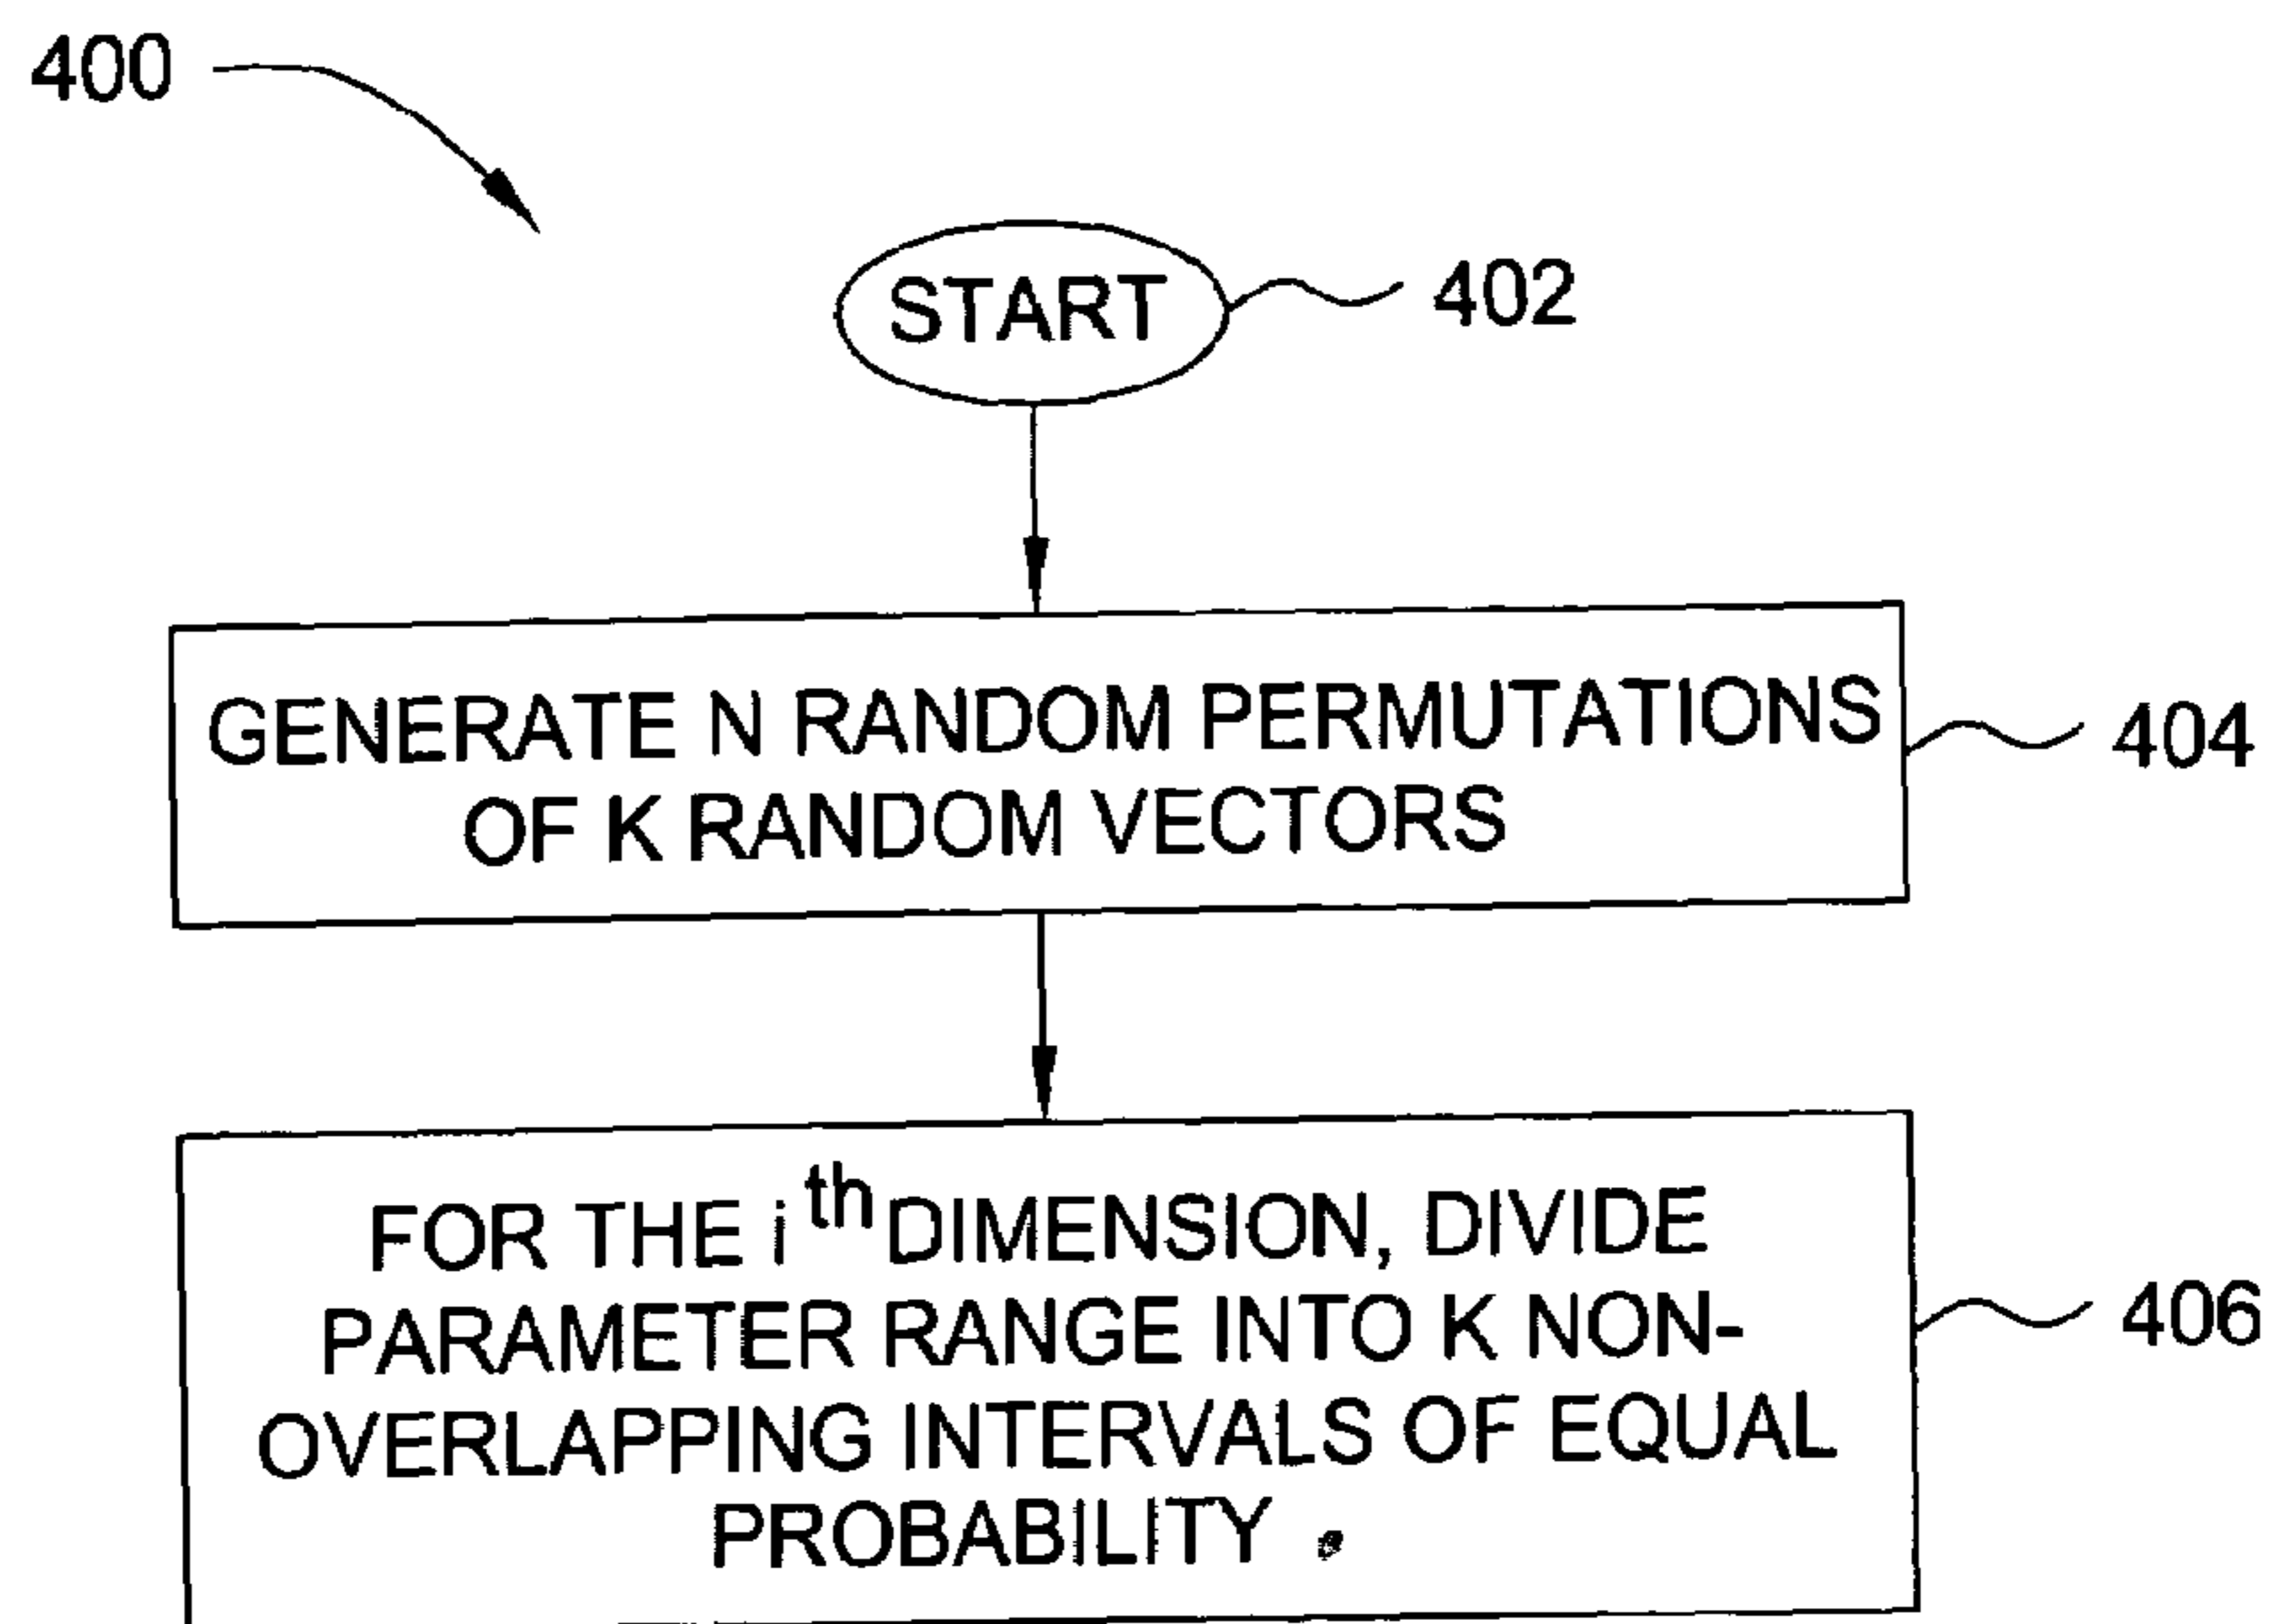 400
START
402
GENERATE N RANDOM PERMUTATIONS
OF K RANDOM VECTORS
404
FOR THE ith DIMENSION, DIVIDE
PARAMETER RANGE INTO K NON-
OVERLAPPING INTERVALS OF EQUAL
PROBABILITY .
406